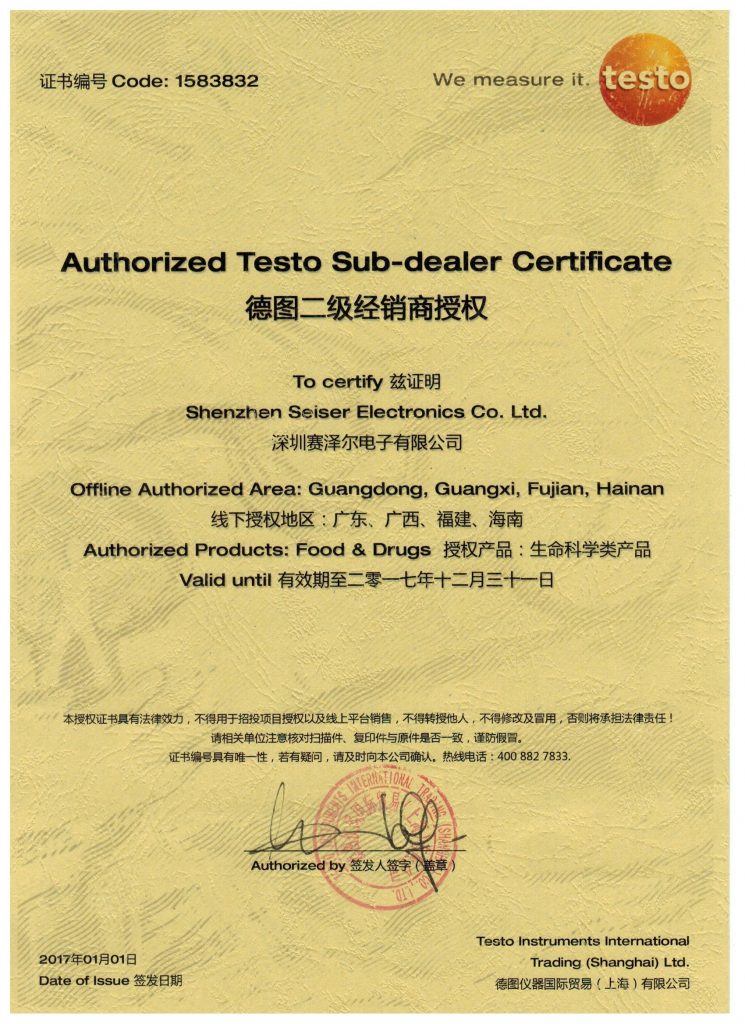 证书编号 Code: 1583832
We measure it. testo
Authorized Testo Sub-dealer Certificate
德图二级经销商授权
To certify 兹证明
Shenzhen Seiser Electronics Co. Ltd.
深圳赛泽尔电子有限公司
Offline Authorized Area: Guangdong, Guangxi, Fujian, Hainan
线下授权地区：广东、广西、福建、海南
Authorized Products: Food & Drugs 授权产品：生命科学类产品
Valid until 有效期至二零一七年十二月三十一日
本授权证书具有法律效力，不得用于招投项目授权以及线上平台销售，不得转授他人，不得修改及冒用，否则将承担法律责任！
请相关单位注意核对扫描件、复印件与原件是否一致，谨防假冒。
证书编号具有唯一性，若有疑问，请及时向本公司确认。热线电话：400 882 7833.
INTERNATIONAL TRADING
CO., LTD.
Authorized by 签发人签字（盖章）
2017年01月01日
Date of Issue 签发日期
Testo Instruments International
Trading (Shanghai) Ltd.
德图仪器国际贸易（上海）有限公司